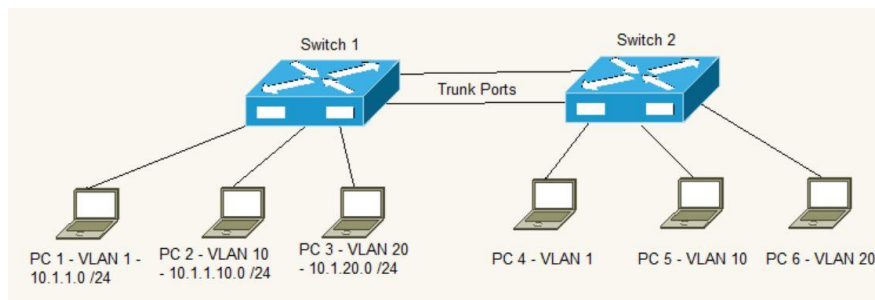 Switch 1
Switch 2
Trunk Ports
PC 1 - VLAN 1 -
10.1.1.0 /24
PC 2 - VLAN 10
- 10.1.1.10.0 /24
PC 3 - VLAN 20
- 10.1.20.0 /24
PC 4 - VLAN 1
PC 5 - VLAN 10
PC 6 - VLAN 20